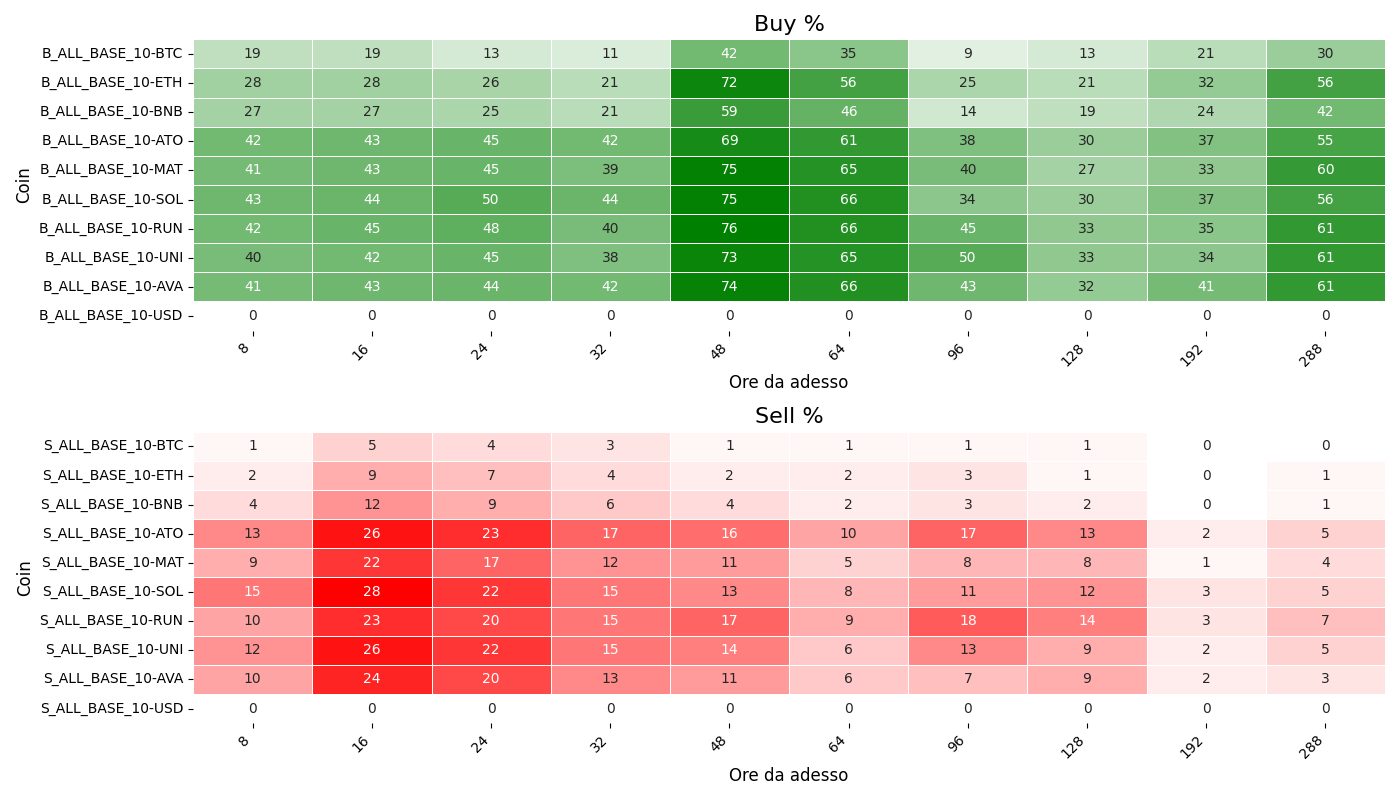 Buy %
Coin
B_ALL_BASE_10-BTC 19 19 13 11 42 35 9 13 21 30
B_ALL_BASE_10-ETH 28 28 26 21 72 56 25 21 32 56
B_ALL_BASE_10-BNB 27 27 25 21 59 46 14 19 24 42
B_ALL_BASE_10-ATO 42 43 45 42 69 61 38 30 37 55
B_ALL_BASE_10-MAT 41 43 45 39 75 65 40 27 33 60
B_ALL_BASE_10-SOL 43 44 50 44 75 66 34 30 37 56
B_ALL_BASE_10-RUN 42 45 48 40 76 66 45 33 35 61
B_ALL_BASE_10-UNI 40 42 45 38 73 65 50 33 34 61
B_ALL_BASE_10-AVA 41 43 44 42 74 66 43 32 41 61
B_ALL_BASE_10-USD 0 0 0 0 0 0 0 0 0 0
8 16 24 32 48 64 96 128 192 288
Ore da adesso
Sell %
Coin
S_ALL_BASE_10-BTC 1 5 4 3 1 1 1 1 0 0
S_ALL_BASE_10-ETH 2 9 7 4 2 2 3 1 0 1
S_ALL_BASE_10-BNB 4 12 9 6 4 2 3 2 0 1
S_ALL_BASE_10-ATO 13 26 23 17 16 10 17 13 2 5
S_ALL_BASE_10-MAT 9 22 17 12 11 5 8 8 1 4
S_ALL_BASE_10-SOL 15 28 22 15 13 8 11 12 3 5
S_ALL_BASE_10-RUN 10 23 20 15 17 9 18 14 3 7
S_ALL_BASE_10-UNI 12 26 22 15 14 6 13 9 2 5
S_ALL_BASE_10-AVA 10 24 20 13 11 6 7 9 2 3
S_ALL_BASE_10-USD 0 0 0 0 0 0 0 0 0 0
8 16 24 32 48 64 96 128 192 288
Ore da adesso